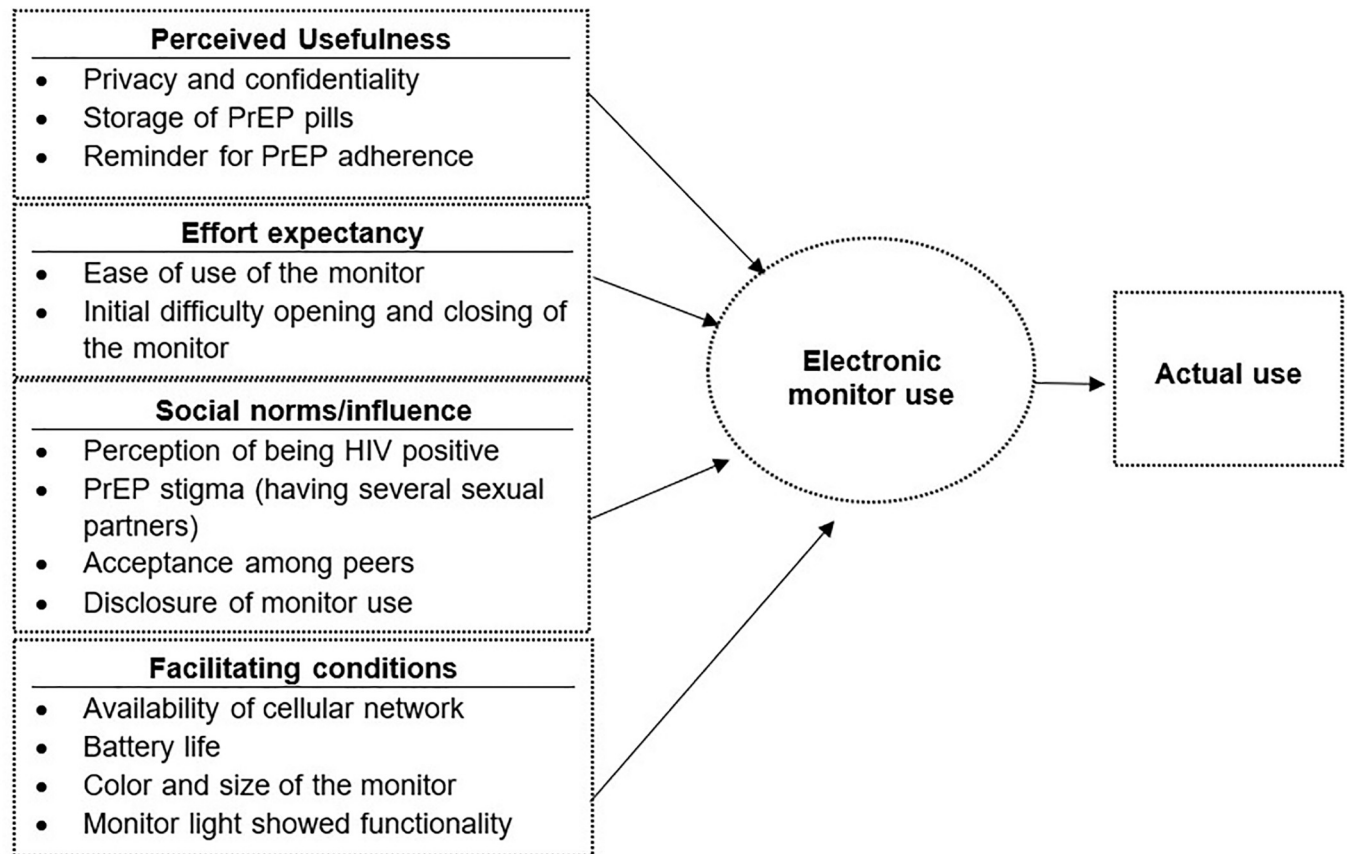 Perceived Usefulness
• Privacy and confidentiality
• Storage of PrEP pills
• Reminder for PrEP adherence
Effort expectancy
• Ease of use of the monitor
• Initial difficulty opening and closing of
the monitor
Social norms/influence
• Perception of being HIV positive
• PrEP stigma (having several sexual
partners)
• Acceptance among peers
• Disclosure of monitor use
Facilitating conditions
• Availability of cellular network
• Battery life
• Color and size of the monitor
• Monitor light showed functionality
Electronic
monitor use
Actual use